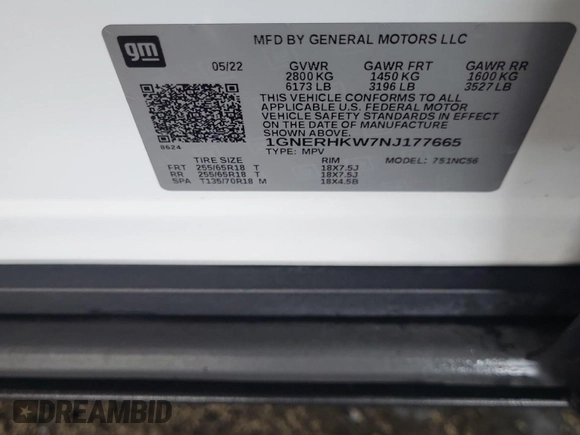 gm
MFD BY GENERAL MOTORS LLC
05/22 GVWR GAWR FRT GAWR RR
2800 KG 1450 KG 1600 KG
6173 LB 3196 LB 3527 LB
THIS VEHICLE CONFORMS TO ALL
APPLICABLE U.S. FEDERAL MOTOR
VEHICLE SAFETY STANDARDS IN EFFECT
ON THE DATE OF MANUFACTURE SHOWN ABOVE.
8624 1GNERHKW7NJ177665
TYPE: MPV MODEL: 751NC56
TIRE SIZE RIM
FRT 255/65R18 T 18X7.5J
RR 255/65R18 T 18X7.5J
SPA T135/70R18 M 18X4.5B
DREAMBID